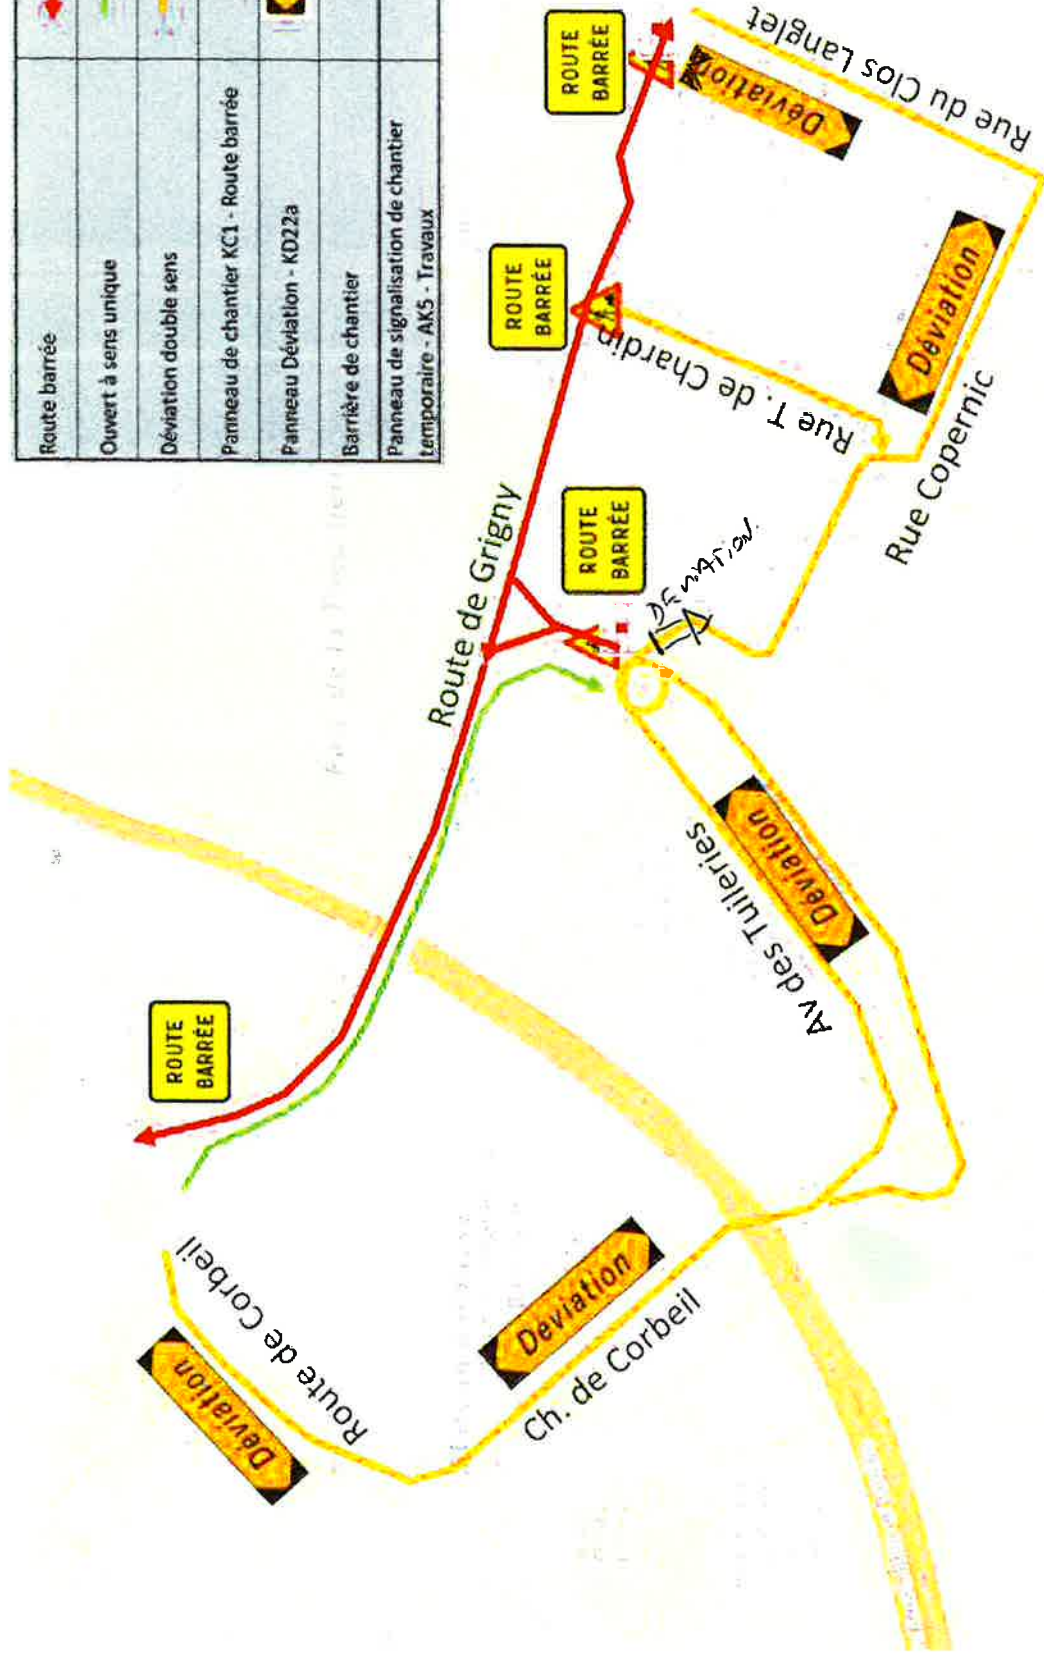 Route barrée
Ouvert à sens unique
Déviation double sens
Panneau de chantier KC1 - Route barrée
Panneau Déviation - KD22a
Barrière de chantier
Panneau de signalisation de chantier
temporaire - AK5 - Travaux
ROUTE
BARRÉE
Rue du Clos Langlet
Déviation
ROUTE
BARRÉE
Rue T. de Chardin
Déviation
Rue Copernic
Route de Grigny
ROUTE
BARRÉE
DEVIATION
Av des Tuileries
Déviation
ROUTE
BARRÉE
Route de Corbeil
Déviation
Ch. de Corbeil
Deviation